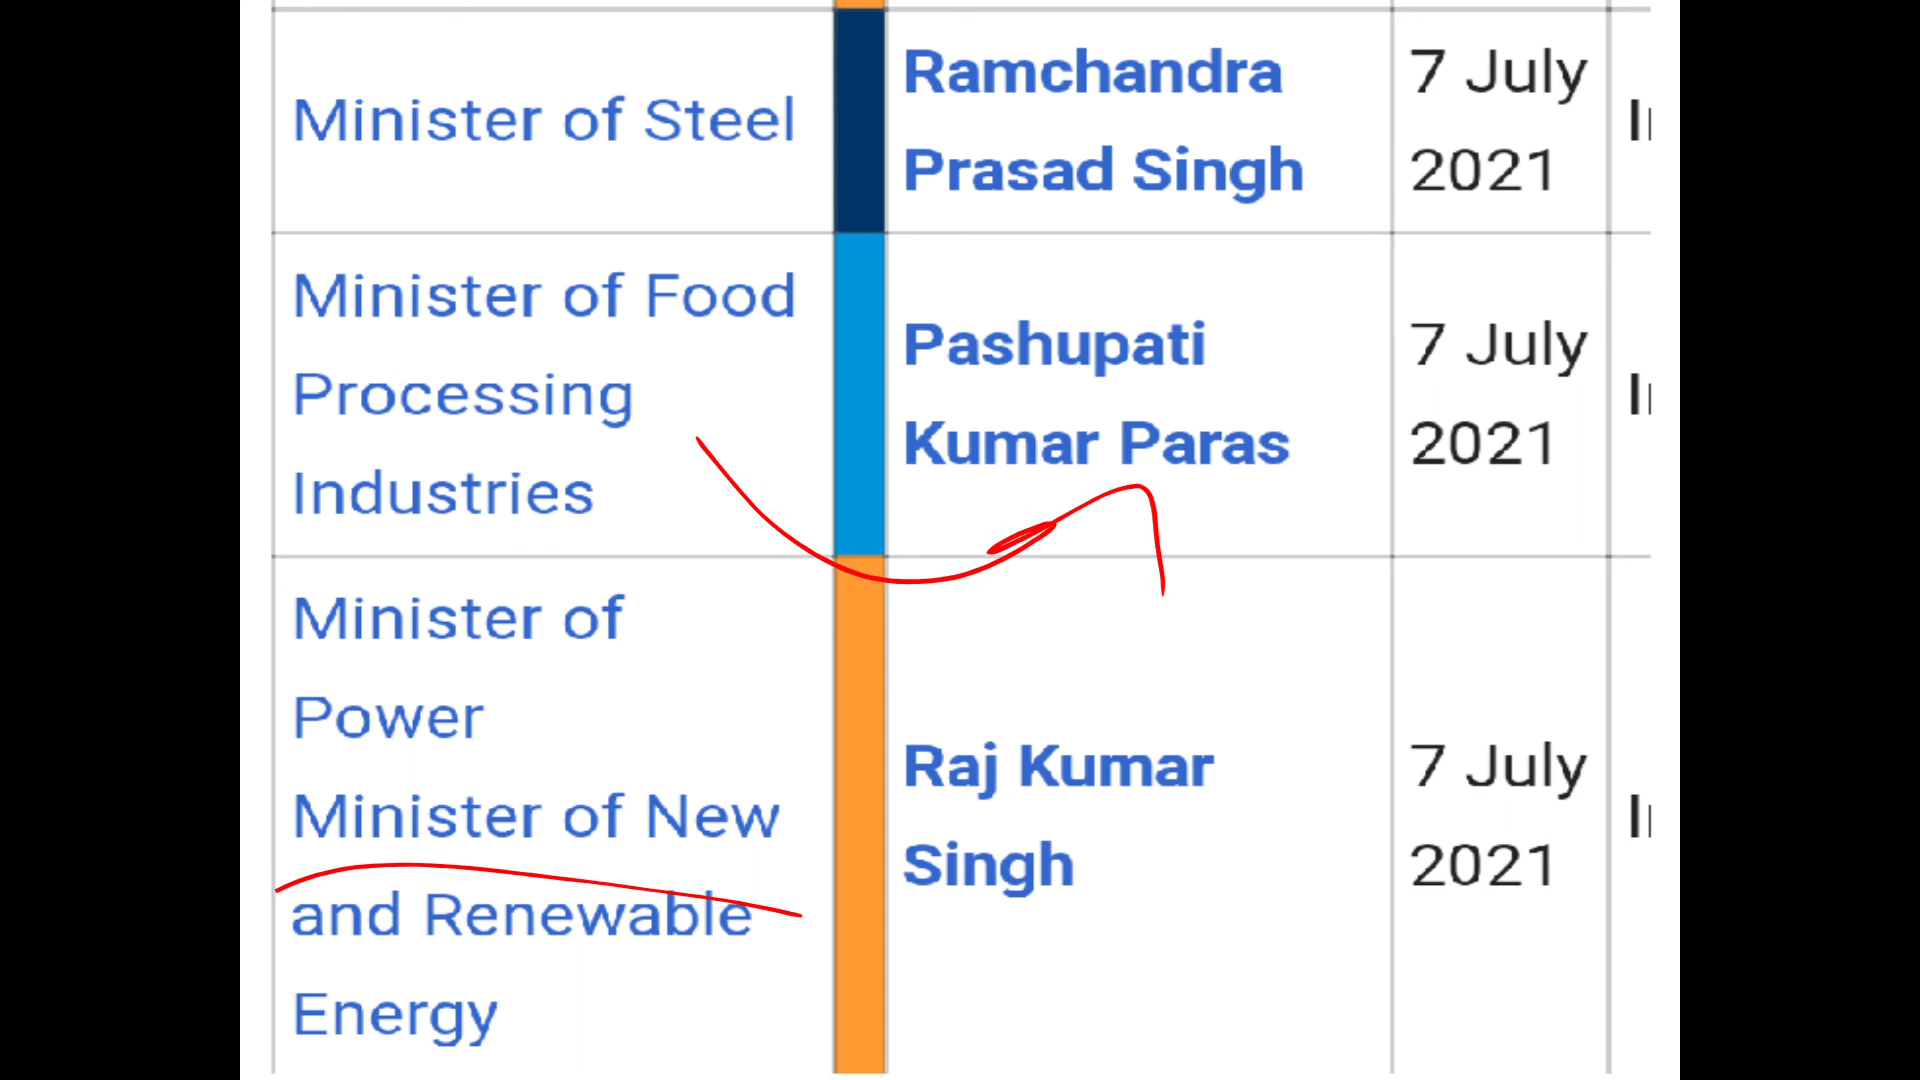 Minister of Steel
Ramchandra
Prasad Singh
7 July
2021
Minister of Food
Processing
Industries
Pashupati
Kumar Paras
7 July
2021
Minister of
Power
Minister of New
and Renewable
Energy
Raj Kumar
Singh
7 July
2021